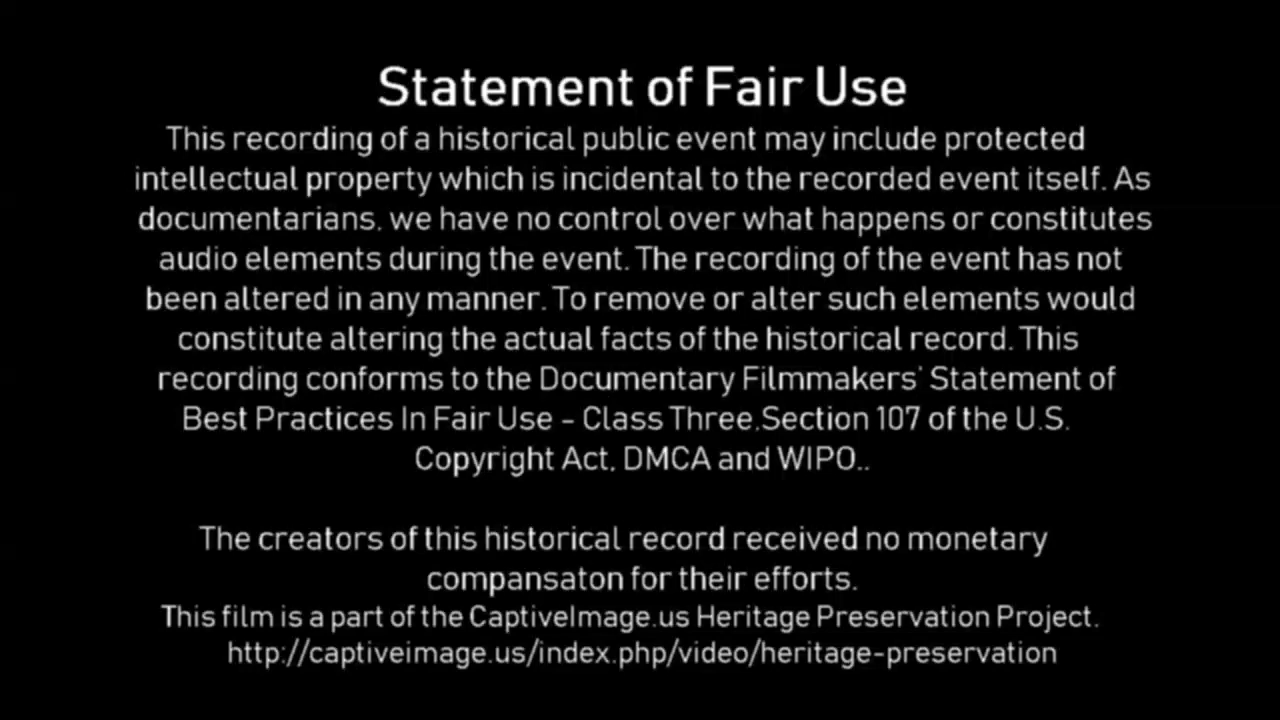 Statement of Fair Use
This recording of a historical public event may include protected
intellectual property which is incidental to the recorded event itself. As
documentarians, we have no control over what happens or constitutes
audio elements during the event. The recording of the event has not
been altered in any manner. To remove or alter such elements would
constitute altering the actual facts of the historical record. This
recording conforms to the Documentary Filmmakers' Statement of
Best Practices In Fair Use - Class Three.Section 107 of the U.S.
Copyright Act, DMCA and WIPO..
The creators of this historical record received no monetary
compansaton for their efforts.
This film is a part of the CaptiveImage.us Heritage Preservation Project.
http://captiveimage.us/index.php/video/heritage-preservation